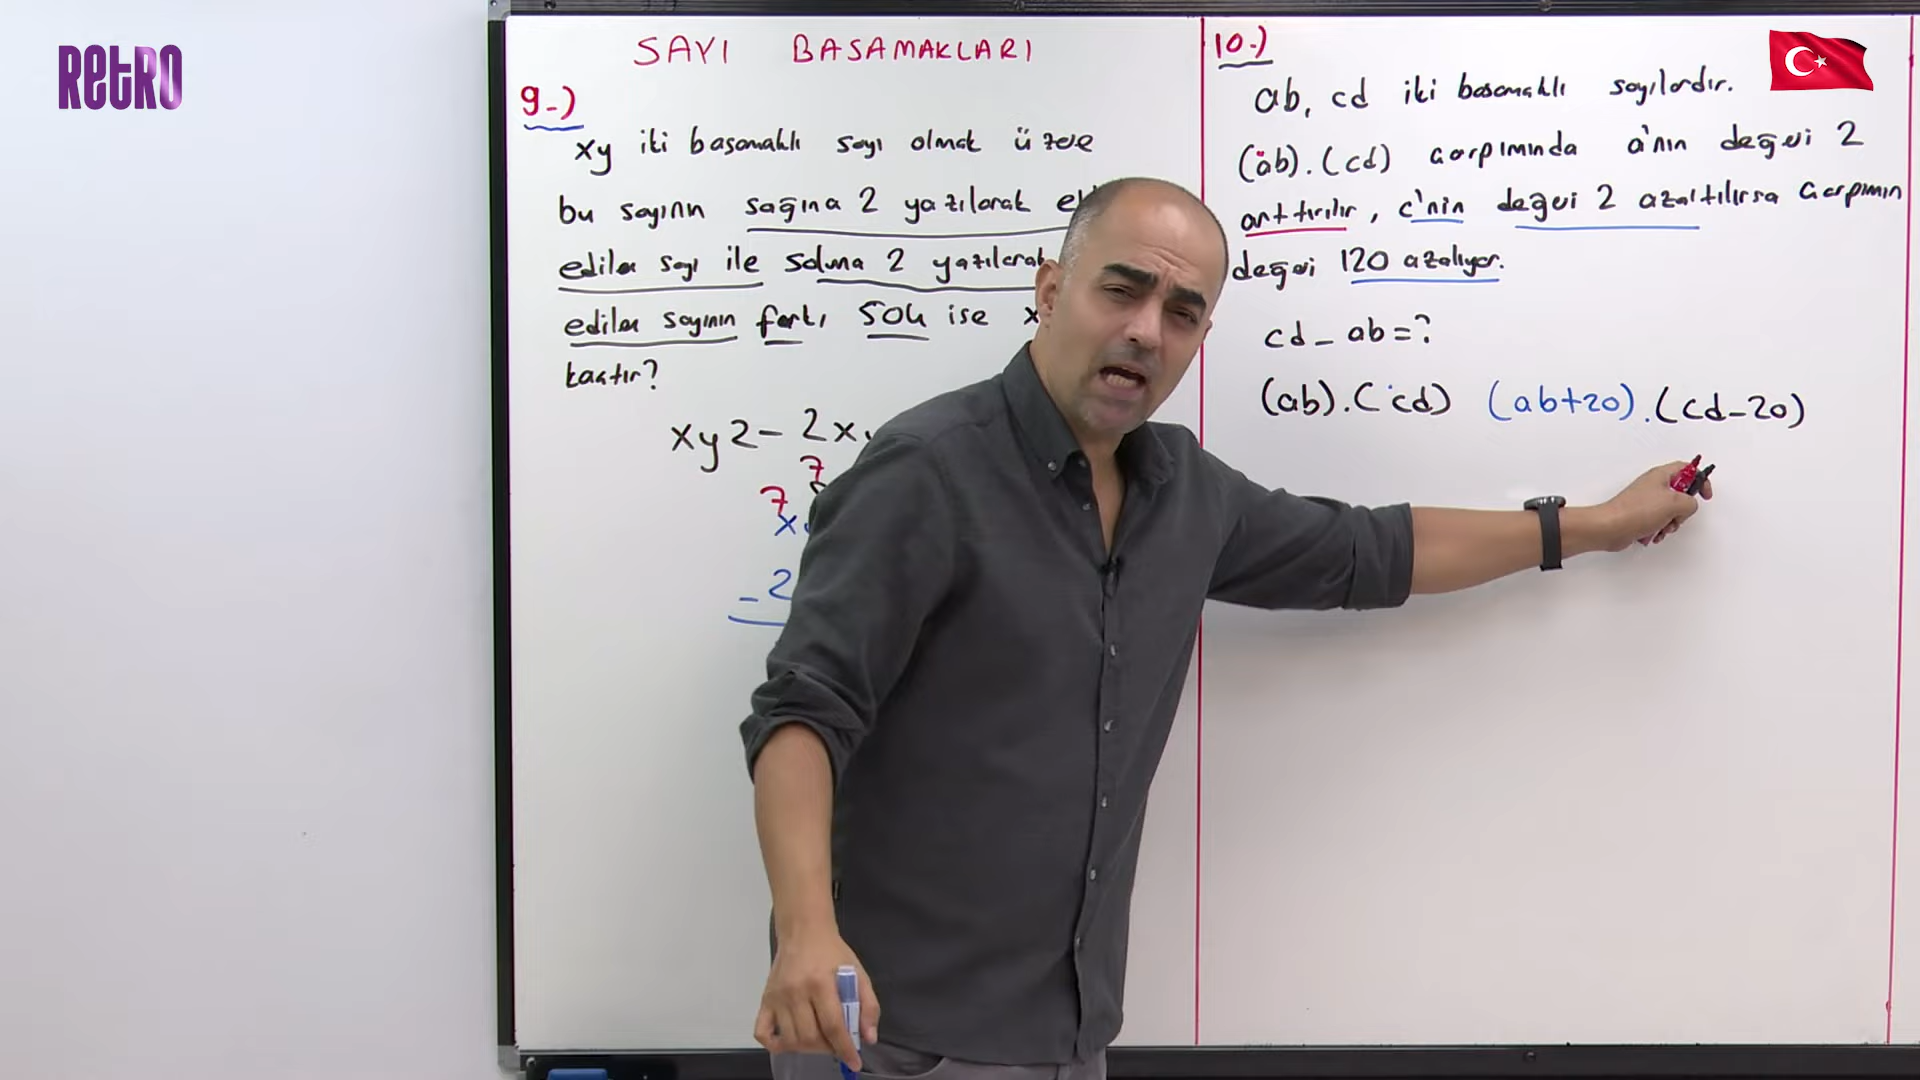 RETRO
SAYI BASAMAKLARI
9-)
xy iki basamaklı sayı olmak üzere
bu sayının sağına 2 yazılarak el
edilen sayı ile soluna 2 yazılarak
edilen sayının farkı 504 ise x
kaçtır?
xy2 - 2x
7
7
x
- 2
10-)
ab, cd iki basamaklı sayılardır.
(ab).(cd) çarpımında a'nın değeri 2
arttırılır, c'nin değeri 2 azaltılırsa çarpımın
değeri 120 azalıyor.
cd - ab = ?
(ab).(cd) (ab+20).(cd-20)